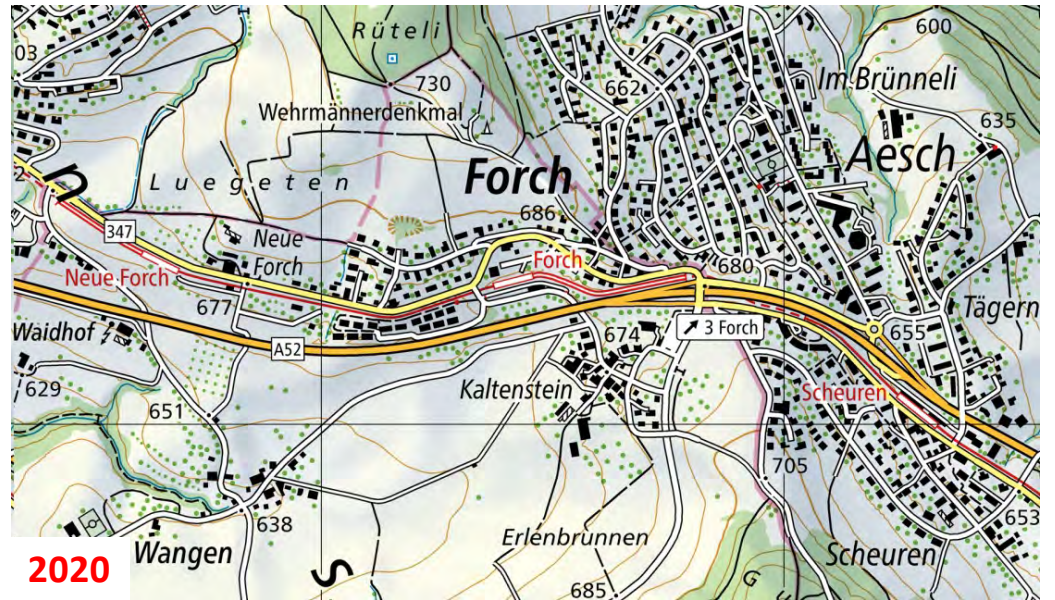 Rüteli
600
03
730
662
Im Brünneli
Wehrmännerdenkmal
635
Aesch
Luegeten
Forch
n
686
347
Neue
Forch
Forch
680
Neue Forch
677
Tägern
Waidhof
3 Forch
674
655
A52
629
Kaltenstein
Scheuren
651
705
638
653
Erlenbrunnen
Wangen
Scheuren
2020
S
685
G